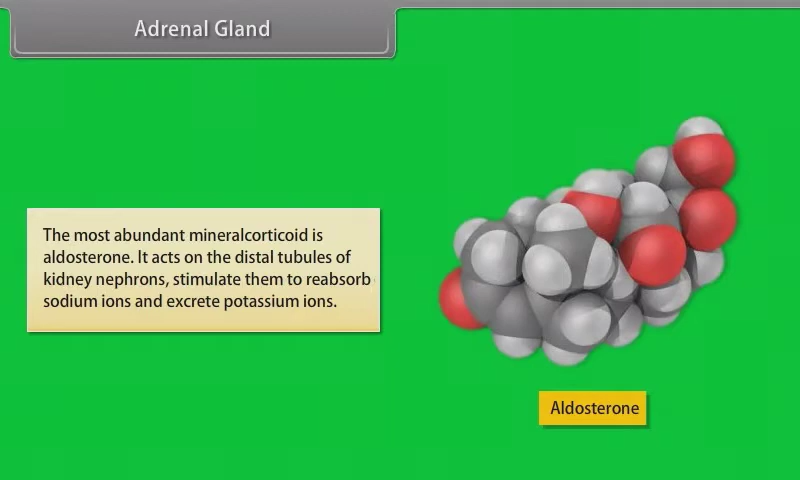 Adrenal Gland
The most abundant mineralcorticoid is
aldosterone. It acts on the distal tubules of
kidney nephrons, stimulate them to reabsorb
sodium ions and excrete potassium ions.
Aldosterone